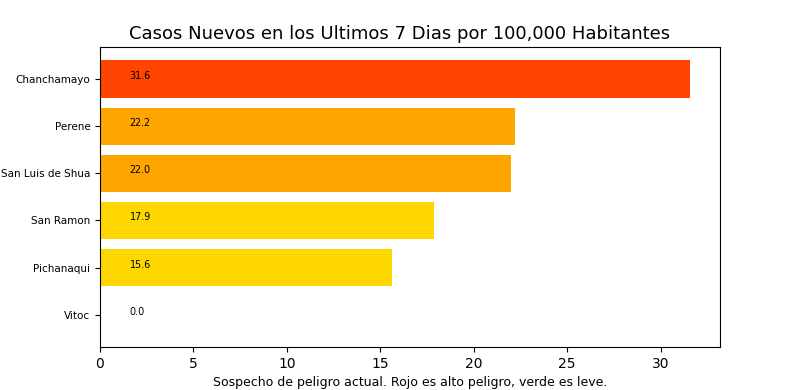 Casos Nuevos en los Ultimos 7 Dias por 100,000 Habitantes
Chanchamayo 31.6
Perene 22.2
San Luis de Shua 22.0
San Ramon 17.9
Pichanaqui 15.6
Vitoc 0.0
0 5 10 15 20 25 30
Sospecho de peligro actual. Rojo es alto peligro, verde es leve.